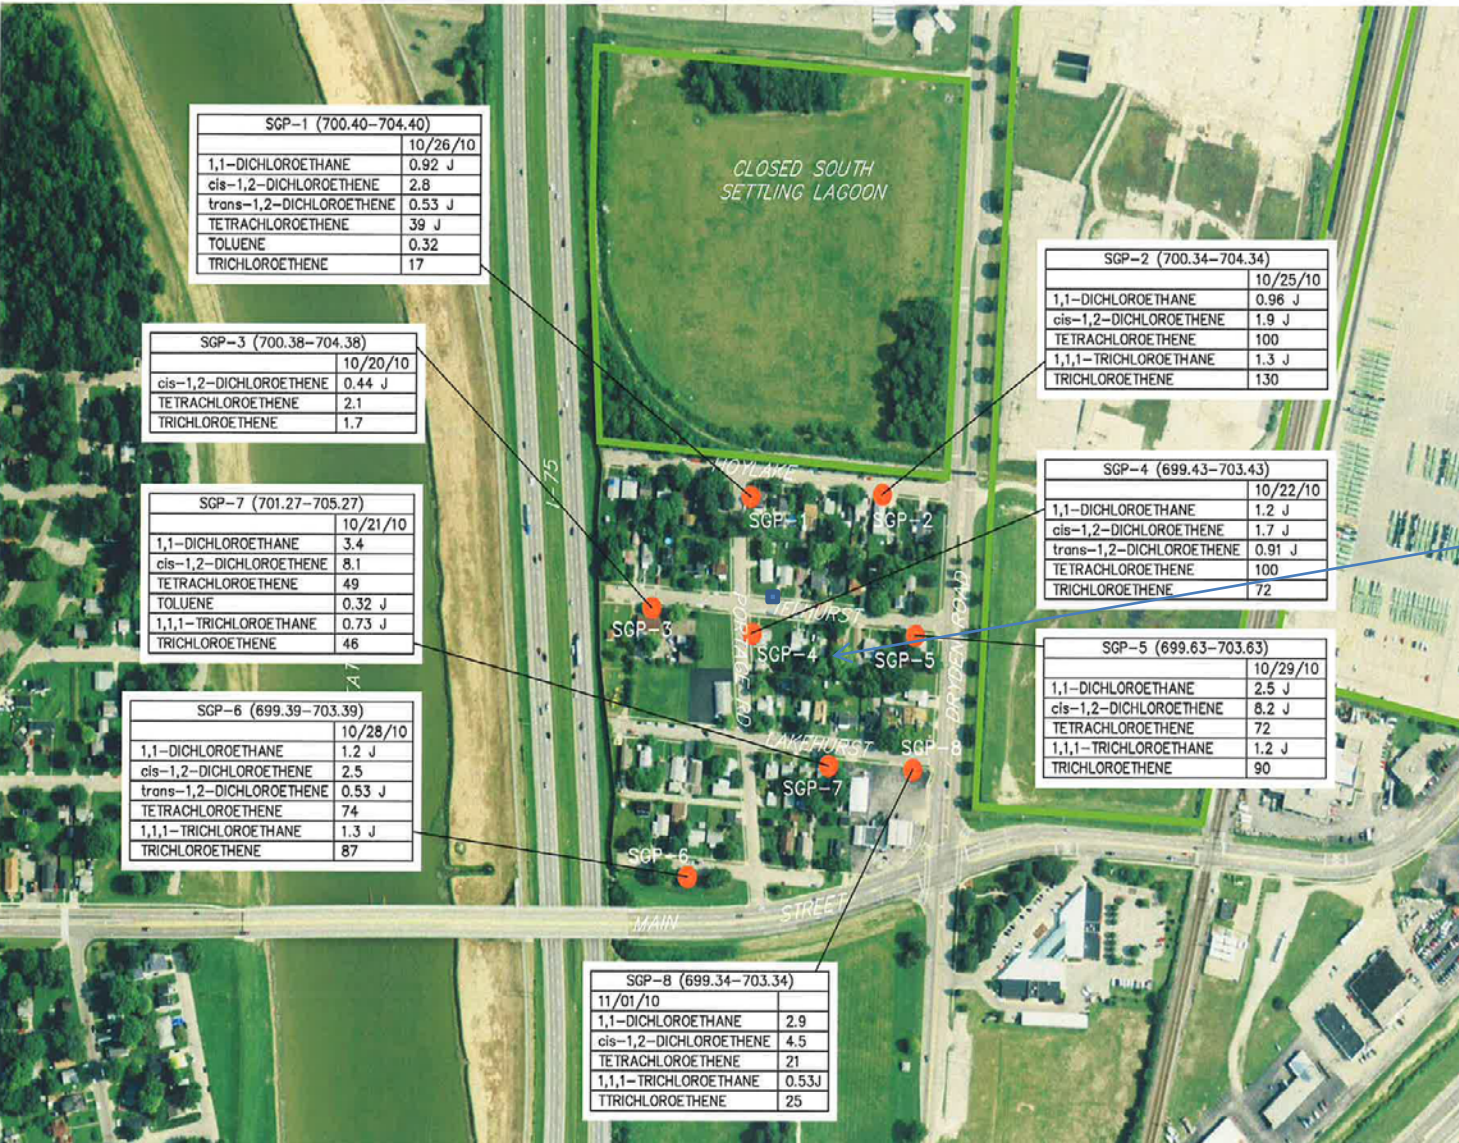 SGP-1 (700.40-704.40)
10/26/10
1,1-DICHLOROETHANE 0.92 J
cis-1,2-DICHLOROETHENE 2.8
trans-1,2-DICHLOROETHENE 0.53 J
TETRACHLOROETHENE 39 J
TOLUENE 0.32
TRICHLOROETHENE 17
CLOSED SOUTH
SETTLING LAGOON
SGP-2 (700.34-704.34)
10/25/10
1,1-DICHLOROETHANE 0.96 J
cis-1,2-DICHLOROETHENE 1.9 J
TETRACHLOROETHENE 100
1,1,1-TRICHLOROETHANE 1.3 J
TRICHLOROETHENE 130
SGP-3 (700.38-704.38)
10/20/10
cis-1,2-DICHLOROETHENE 0.44 J
TETRACHLOROETHENE 2.1
TRICHLOROETHENE 1.7
SGP-4 (699.43-703.43)
10/22/10
1,1-DICHLOROETHANE 1.2 J
cis-1,2-DICHLOROETHENE 1.7 J
trans-1,2-DICHLOROETHENE 0.91 J
TETRACHLOROETHENE 100
TRICHLOROETHENE 72
SGP-7 (701.27-705.27)
10/21/10
1,1-DICHLOROETHANE 3.4
cis-1,2-DICHLOROETHENE 8.1
TETRACHLOROETHENE 49
TOLUENE 0.32 J
1,1,1-TRICHLOROETHANE 0.73 J
TRICHLOROETHENE 46
SGP-5 (699.63-703.63)
10/29/10
1,1-DICHLOROETHANE 2.5 J
cis-1,2-DICHLOROETHENE 8.2 J
TETRACHLOROETHENE 72
1,1,1-TRICHLOROETHANE 1.2 J
TRICHLOROETHENE 90
SGP-6 (699.39-703.39)
10/28/10
1,1-DICHLOROETHANE 1.2 J
cis-1,2-DICHLOROETHENE 2.5
trans-1,2-DICHLOROETHENE 0.53 J
TETRACHLOROETHENE 74
1,1,1-TRICHLOROETHANE 1.3 J
TRICHLOROETHENE 87
I-75
HOYLAKE
SGP-1
SGP-2
SGP-3
SGP-4
SGP-5
PORTAGE RD
DRYDEN ROAD
LAKEHURST
SGP-8
SGP-7
SGP-6
MAIN STREET
SGP-8 (699.34-703.34)
11/01/10
1,1-DICHLOROETHANE 2.9
cis-1,2-DICHLOROETHENE 4.5
TETRACHLOROETHENE 21
1,1,1-TRICHLOROETHANE 0.53J
TTRICHLOROETHENE 25